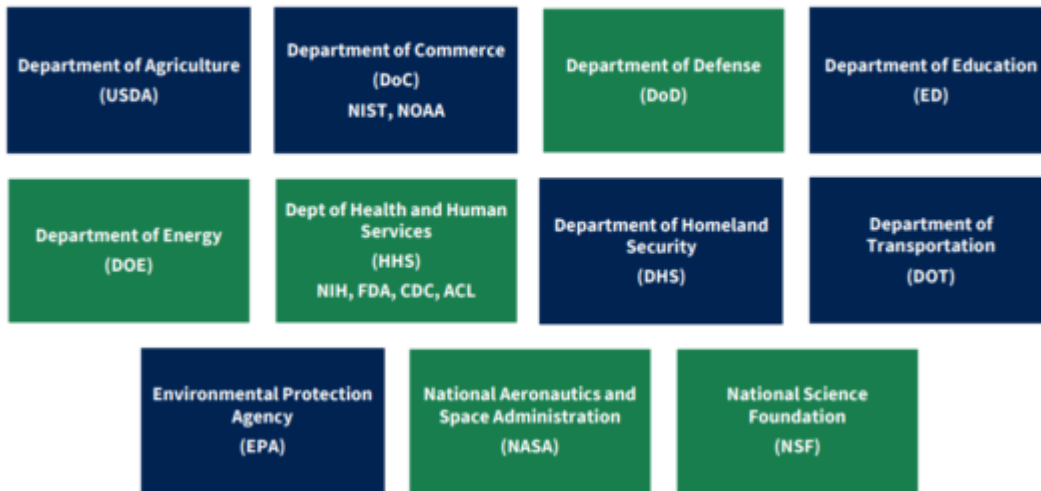 Department of Agriculture
(USDA)
Department of Commerce
(DoC)
NIST, NOAA
Department of Defense
(DoD)
Department of Education
(ED)
Department of Energy
(DOE)
Dept of Health and Human
Services
(HHS)
NIH, FDA, CDC, ACL
Department of Homeland
Security
(DHS)
Department of
Transportation
(DOT)
Environmental Protection
Agency
(EPA)
National Aeronautics and
Space Administration
(NASA)
National Science
Foundation
(NSF)